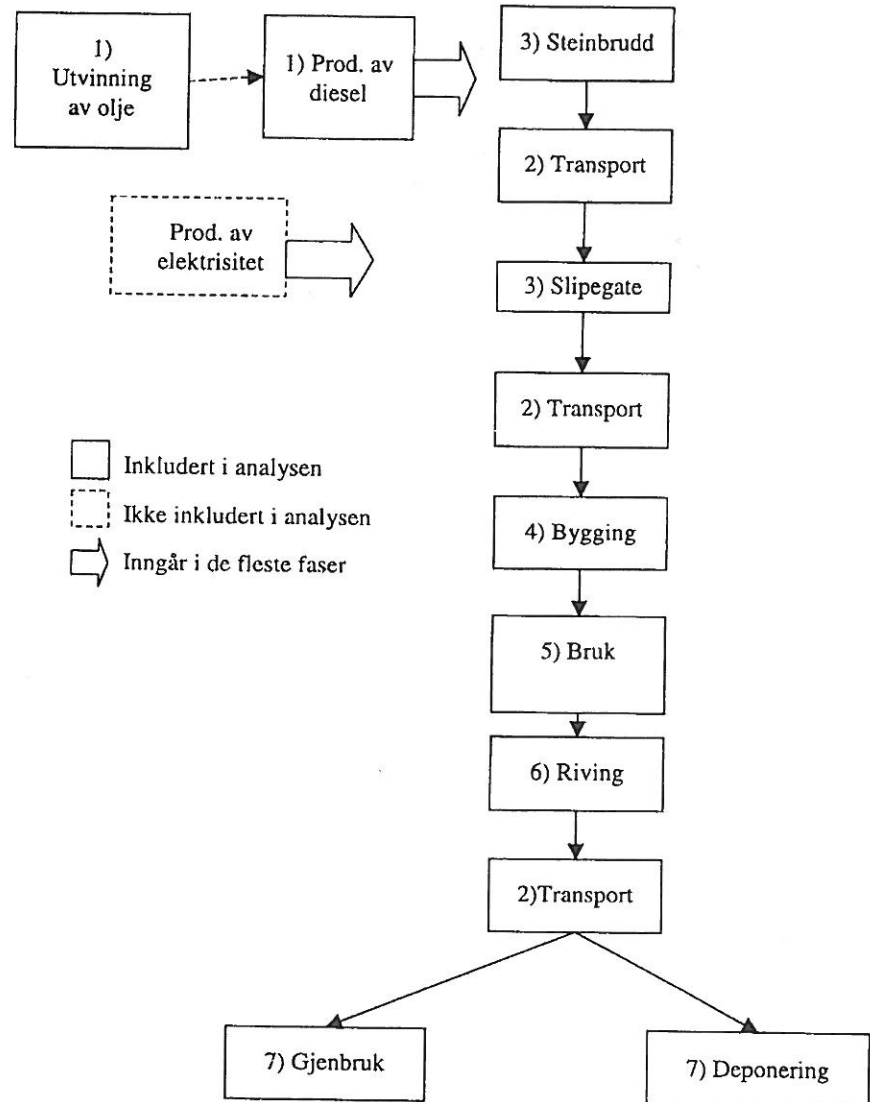 1)
Utvinning
av olje
1) Prod. av
diesel
3) Steinbrudd
2) Transport
Prod. av
elektrisitet
3) Slipegate
2) Transport
Inkludert i analysen
Ikke inkludert i analysen
Inngår i de fleste faser
4) Bygging
5) Bruk
6) Riving
2)Transport
7) Gjenbruk
7) Deponering